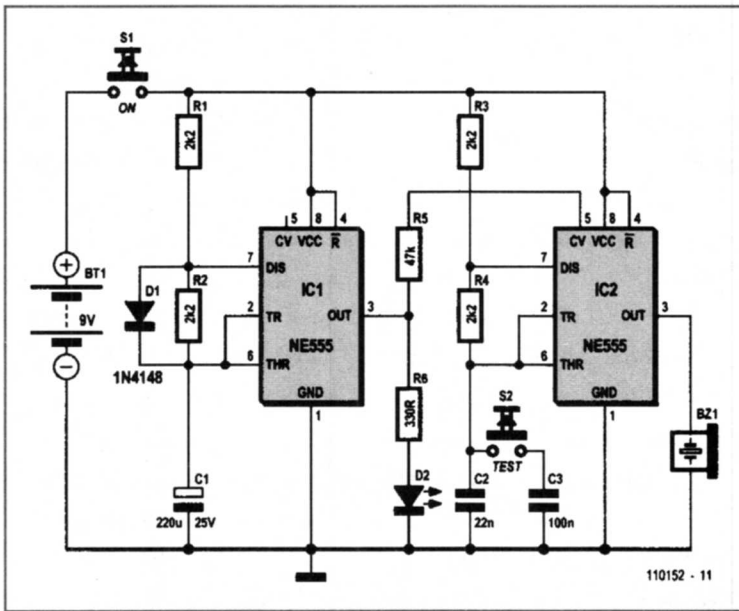 S1
ON
R1
2k2
R3
2k2
5 8 4
CV VCC R̅
R5
47k
5 8 4
CV VCC R̅
BT1
9V
D1
1N4148
R2
2k2
7 DIS
IC1
2 TR
OUT 3
NE555
6 THR
GND
1
R4
2k2
7 DIS
IC2
2 TR
OUT 3
NE555
6 THR
GND
1
R6
330R
S2
TEST
BZ1
C1
220u 25V
D2
C2
22n
C3
100n
110152 - 11